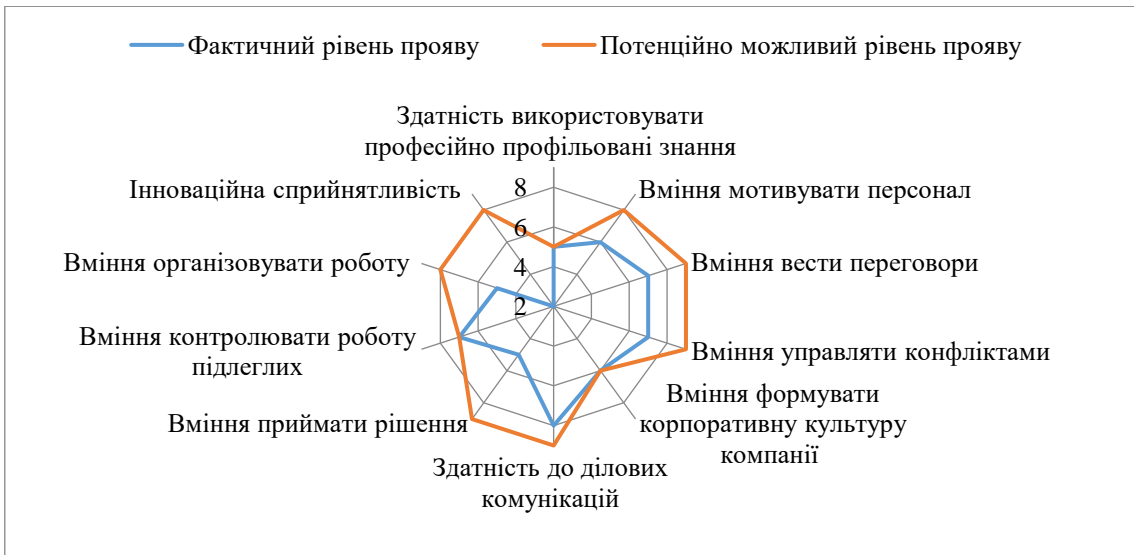 Фактичний рівень прояву
Потенційно можливий рівень прояву
Здатність використовувати
професійно профільовані знання
Інноваційна сприйнятливість
8
Вміння мотивувати персонал
6
Вміння організовувати роботу
Вміння вести переговори
4
2
Вміння контролювати роботу
підлеглих
Вміння управляти конфліктами
Вміння формувати
корпоративну культуру
компанії
Вміння приймати рішення
Здатність до ділових
комунікацій